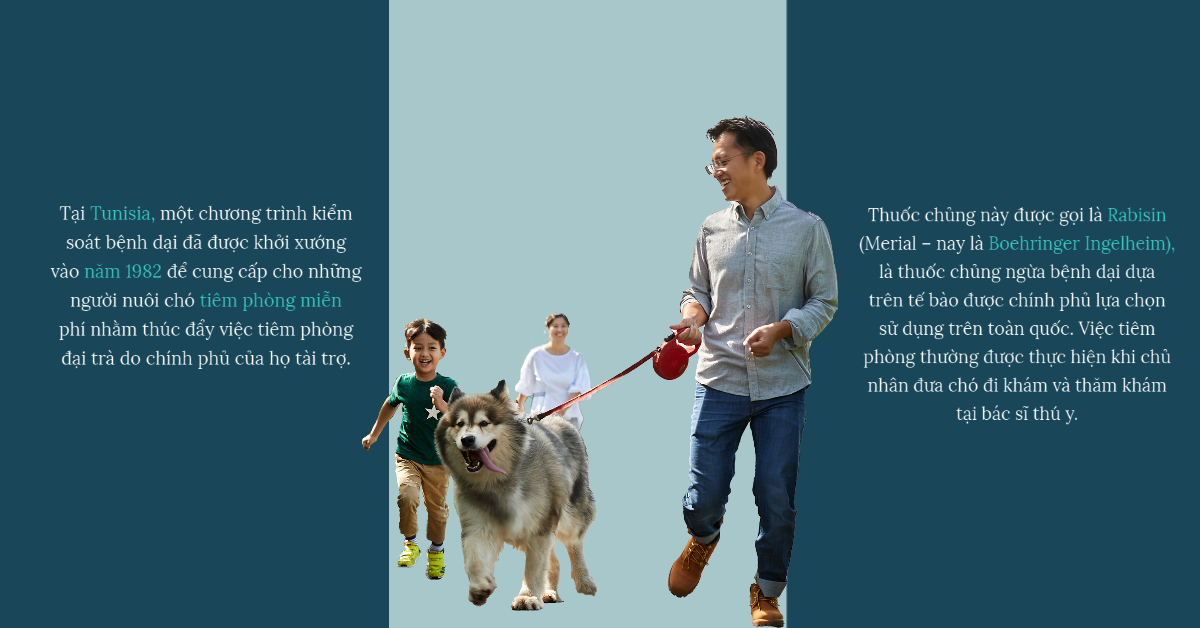 Tại Tunisia, một chương trình kiểm
soát bệnh dại đã được khởi xướng
vào năm 1982 để cung cấp cho những
người nuôi chó tiêm phòng miễn
phí nhằm thúc đẩy việc tiêm phòng
đại trà do chính phủ của họ tài trợ.
Thuốc chủng này được gọi là Rabisin
(Merial – nay là Boehringer Ingelheim),
là thuốc chủng ngừa bệnh dại dựa
trên tế bào được chính phủ lựa chọn
sử dụng trên toàn quốc. Việc tiêm
phòng thường được thực hiện khi chủ
nhân đưa chó đi khám và thăm khám
tại bác sĩ thú y.